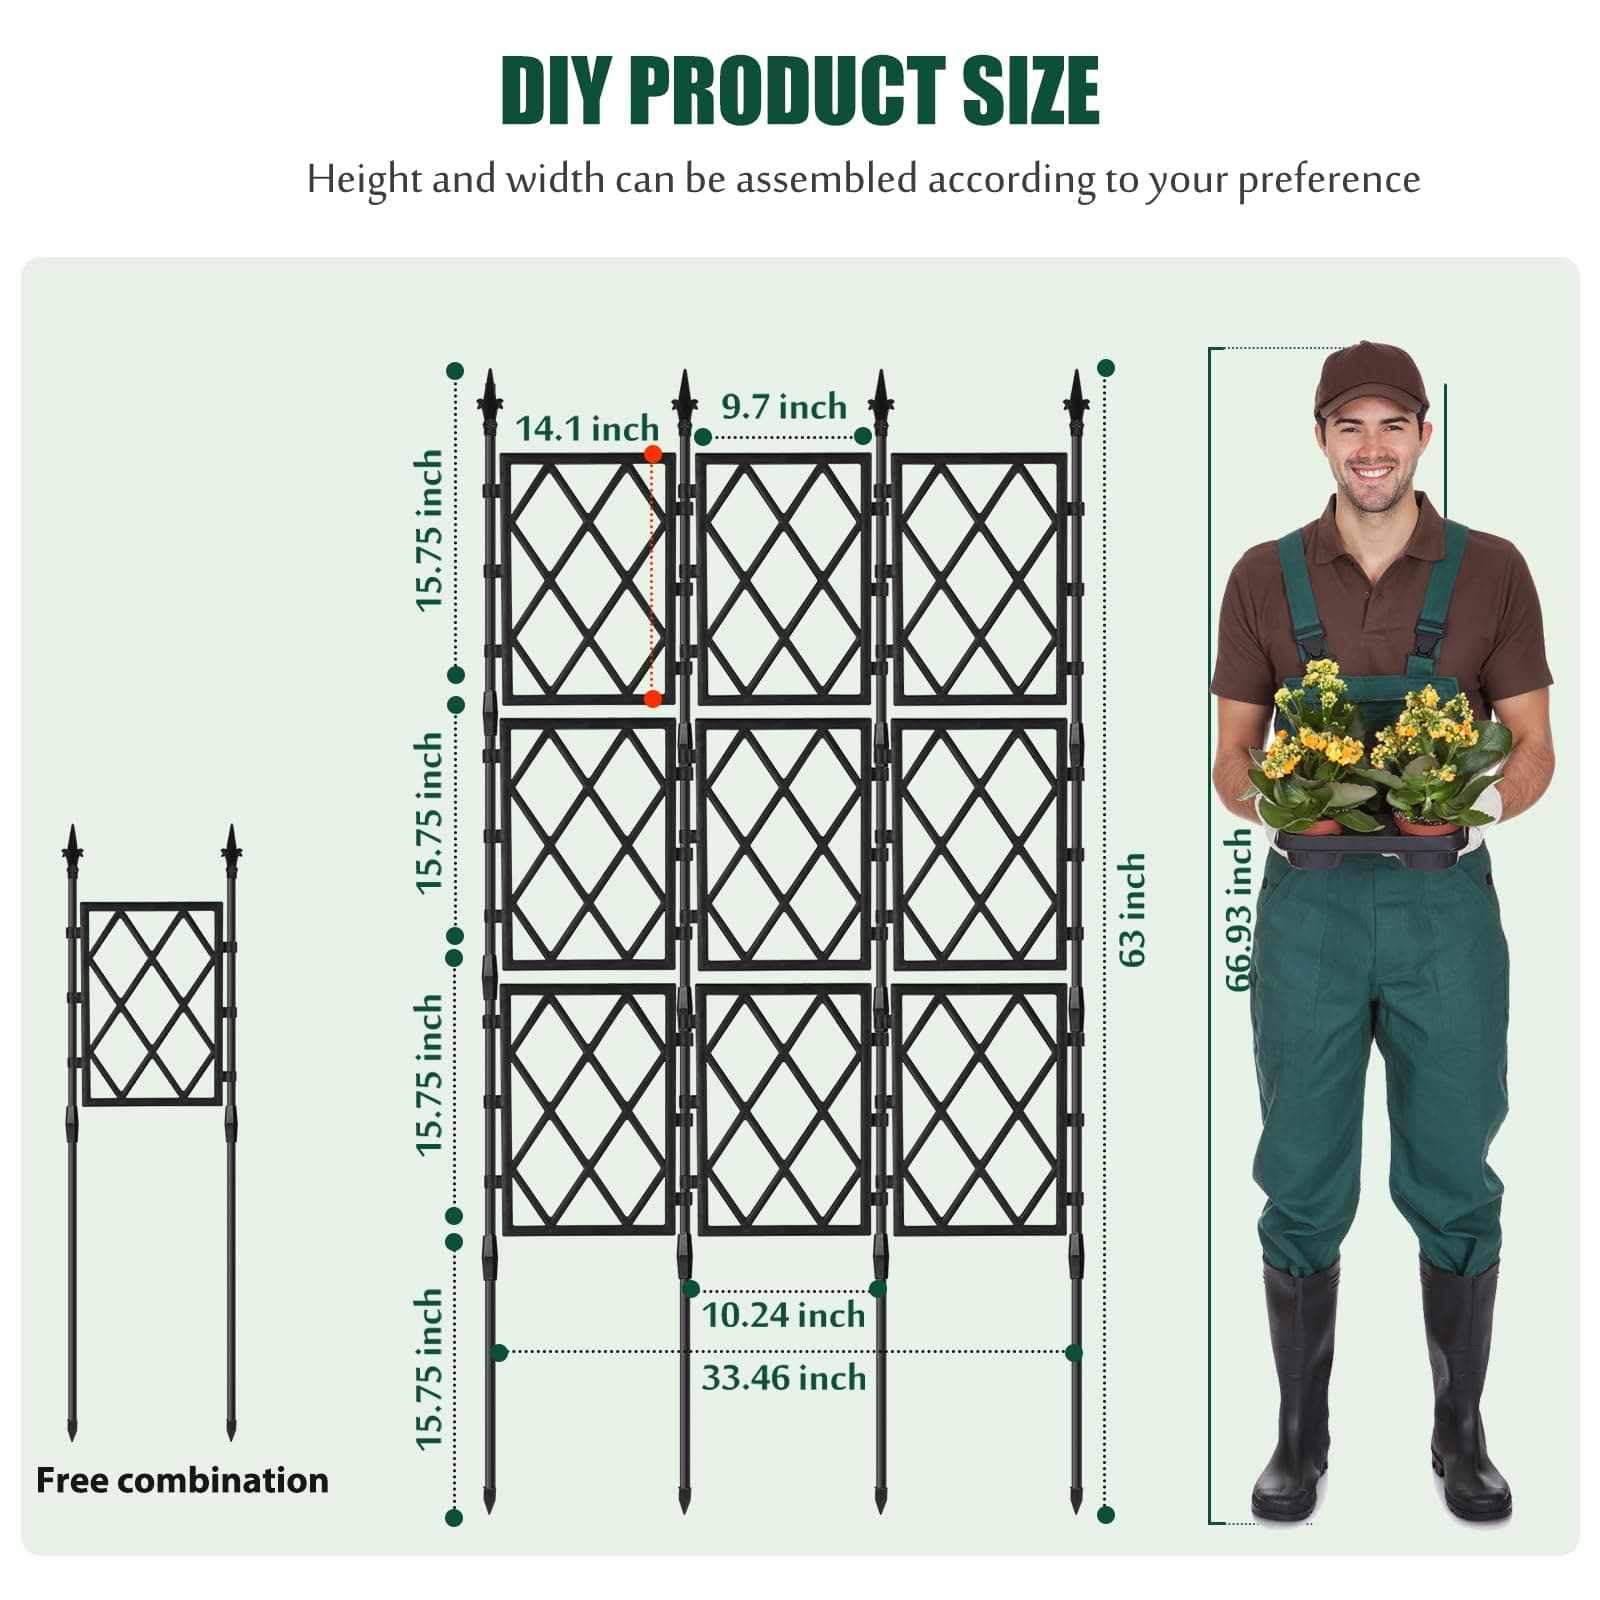 DIY PRODUCT SIZE
Height and width can be assembled according to your preference
14.1 inch
9.7 inch
15.75 inch
15.75 inch
15.75 inch
15.75 inch
63 inch
66.93 inch
10.24 inch
33.46 inch
Free combination